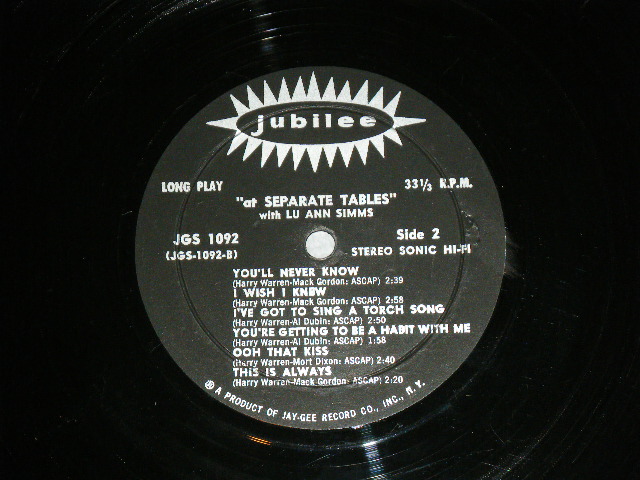 jubilee
LONG PLAY
33⅓ R.P.M.
"at SEPARATE TABLES"
with LU ANN SIMMS
JGS 1092
Side 2
(JGS-1092-B)
STEREO SONIC HI-FI
YOU'LL NEVER KNOW
(Harry Warren-Mack Gordon: ASCAP) 2:39
I WISH I KNEW
(Harry Warren-Mack Gordon: ASCAP) 2:58
I'VE GOT TO SING A TORCH SONG
(Harry Warren-Al Dubin: ASCAP) 2:50
YOU'RE GETTING TO BE A HABIT WITH ME
(Harry Warren-Al Dubin: ASCAP) 1:58
OOH THAT KISS
(Harry Warren-Mort Dixon: ASCAP) 2:40
THIS IS ALWAYS
(Harry Warren-Mack Gordon: ASCAP) 2:20
® A PRODUCT OF JAY-GEE RECORD CO., INC., N. Y.